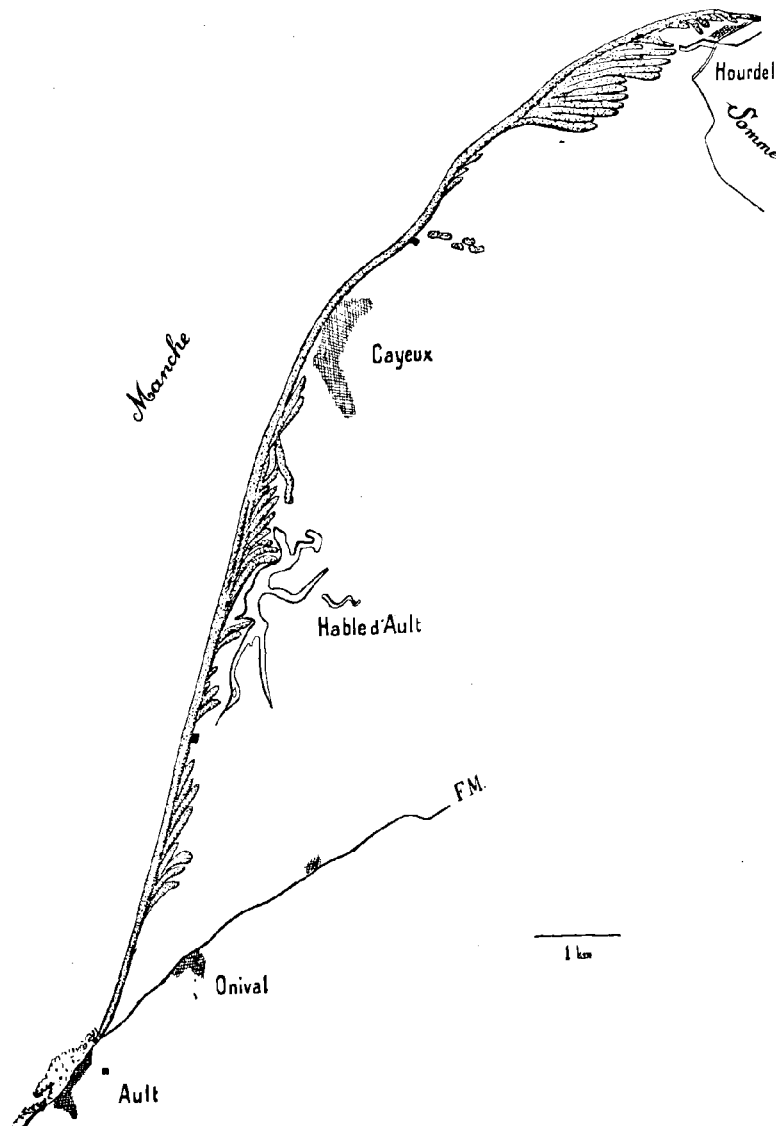 Hourdel
Somme
Cayeux
Manche
Hable d'Ault
F.M.
1 km
Onival
Ault